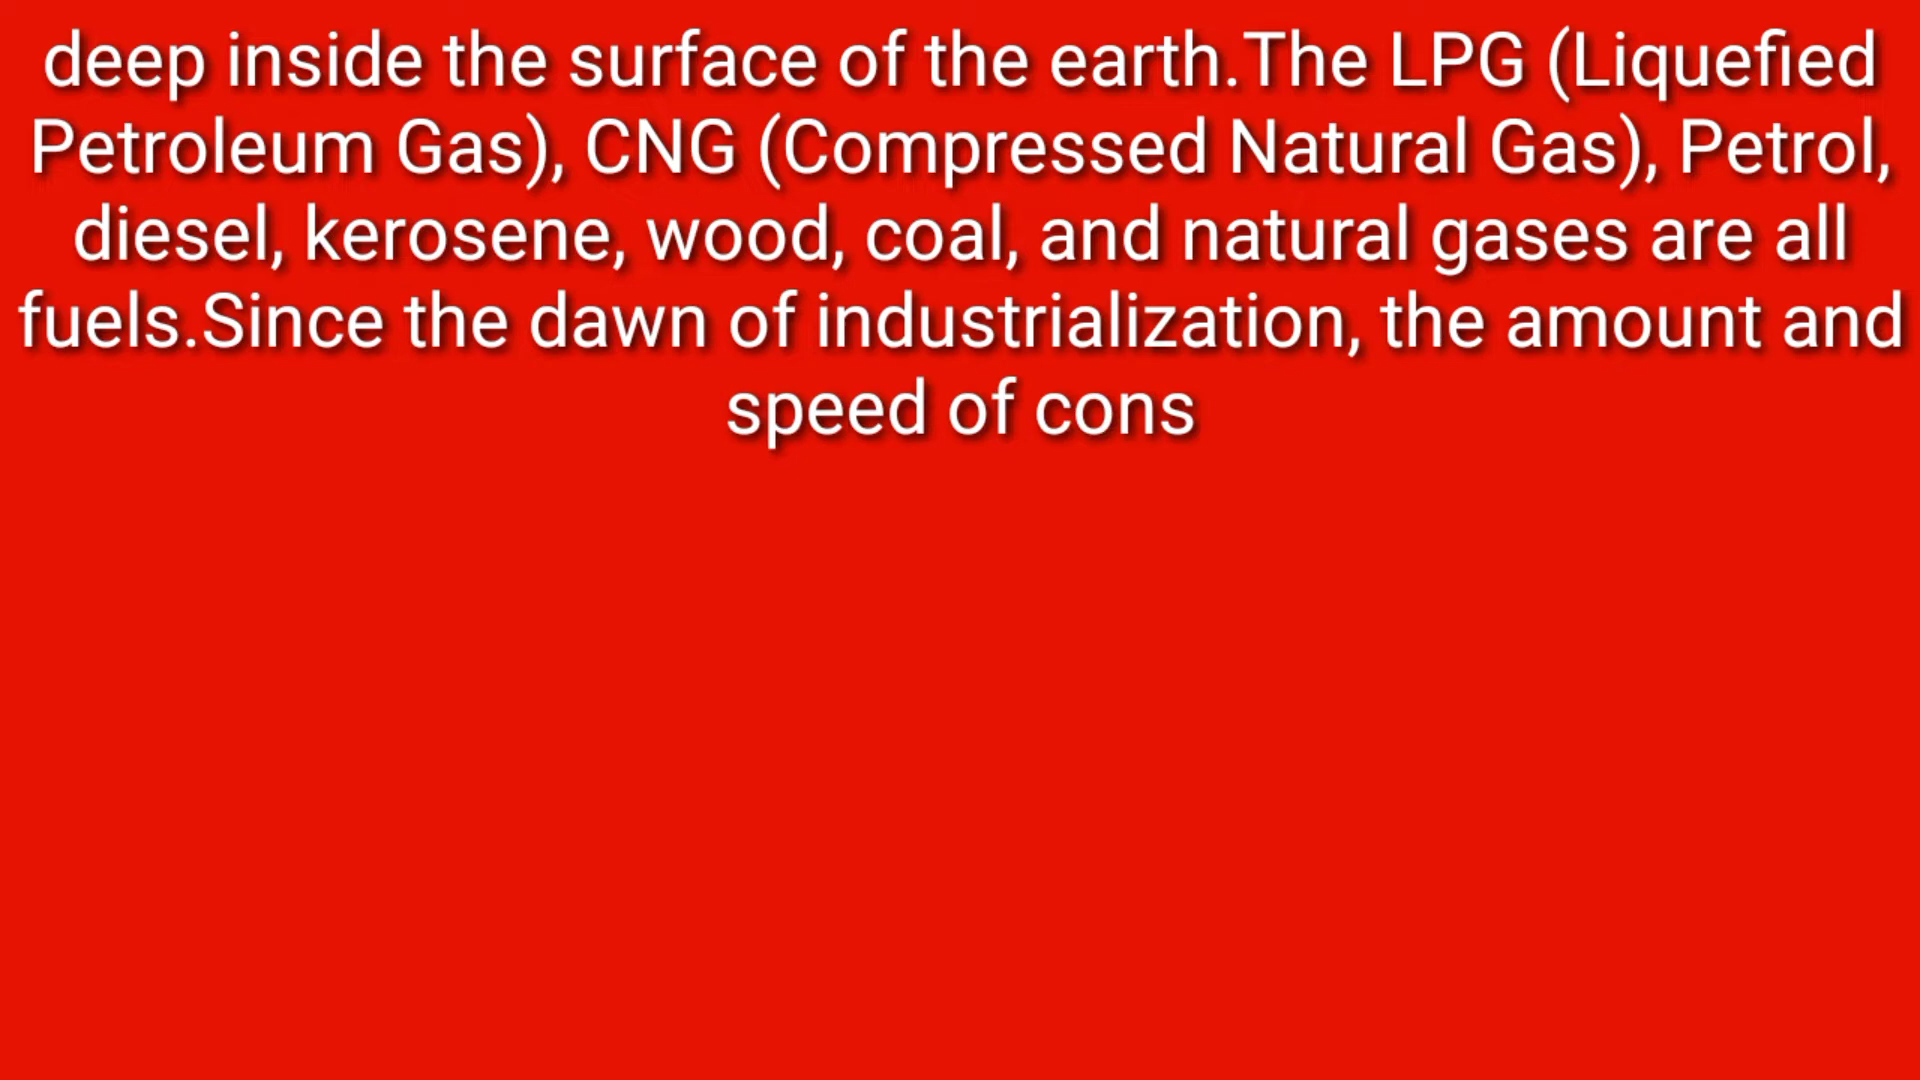 deep inside the surface of the earth.The LPG (Liquefied
Petroleum Gas), CNG (Compressed Natural Gas), Petrol,
diesel, kerosene, wood, coal, and natural gases are all
fuels.Since the dawn of industrialization, the amount and
speed of cons